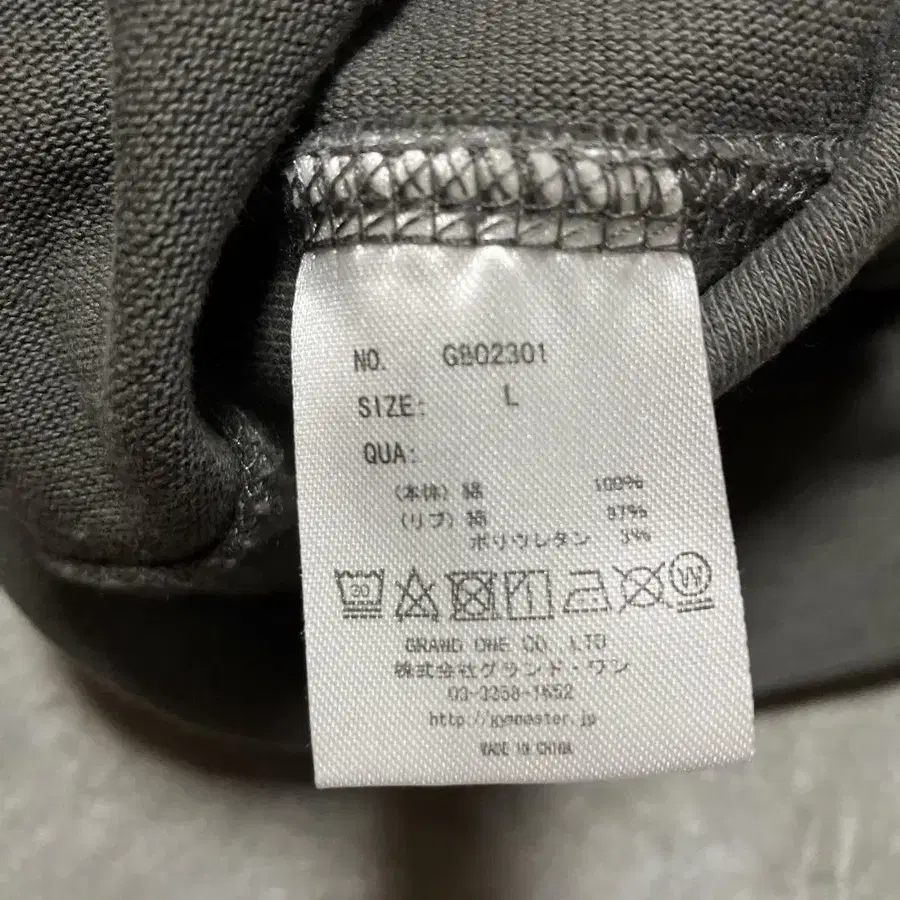 NO. GB02301
SIZE: L
QUA:
(本体) 綿 100%
(リブ) 綿 97%
ポリウレタン 3%
30
W
GRAND ONE CO., LTD
株式会社グランド・ワン
03-3258-1652
http://gymmaster.jp
MADE IN CHINA